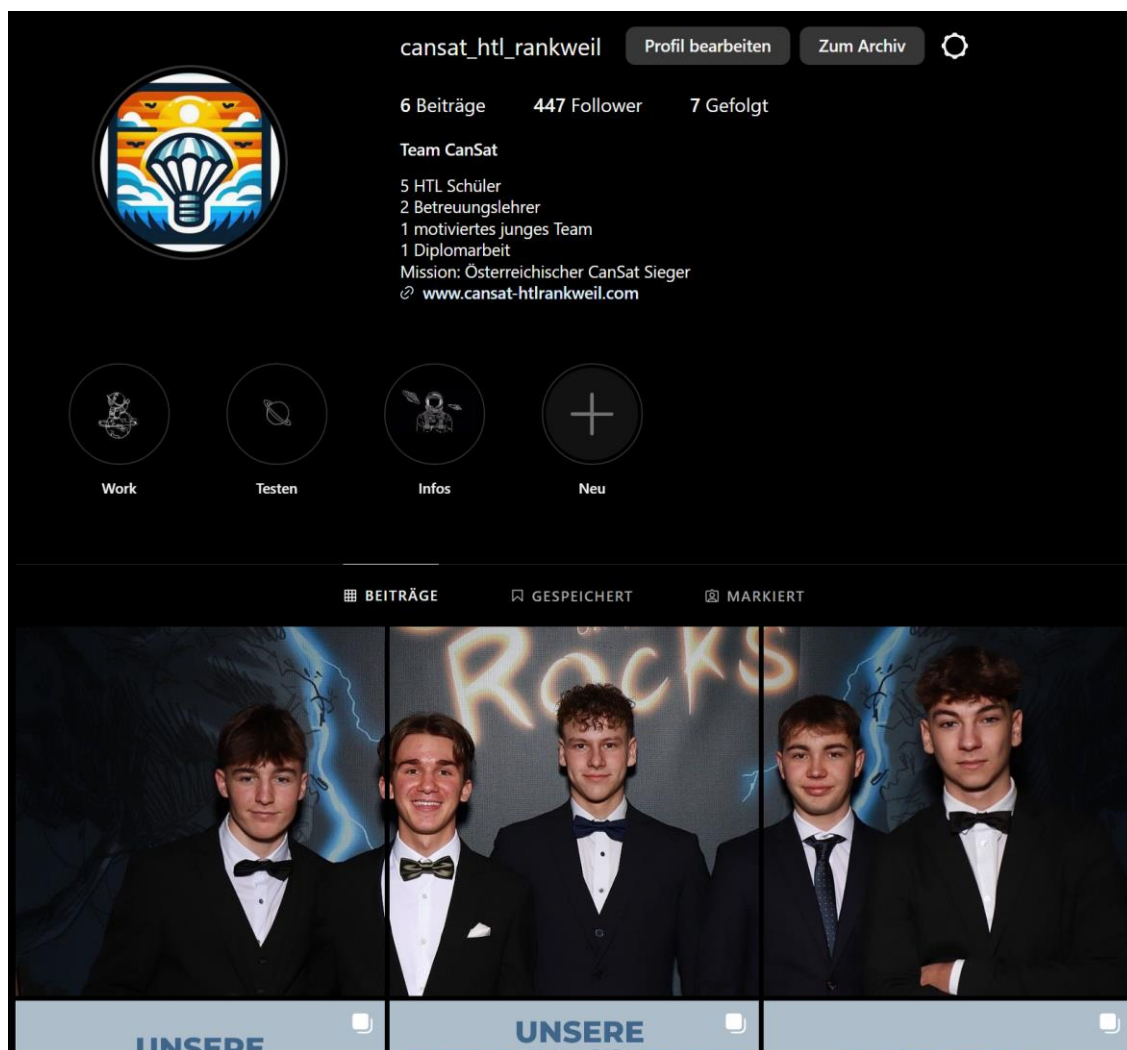 cansat_htl_rankweil Profil bearbeiten Zum Archiv
6 Beiträge 447 Follower 7 Gefolgt
Team CanSat
5 HTL Schüler
2 Betreuungslehrer
1 motiviertes junges Team
1 Diplomarbeit
Mission: Österreichischer CanSat Sieger
www.cansat-htlrankweil.com
Work Testen Infos Neu
BEITRÄGE GESPEICHERT MARKIERT
ROCKS
UNSERE UNSERE